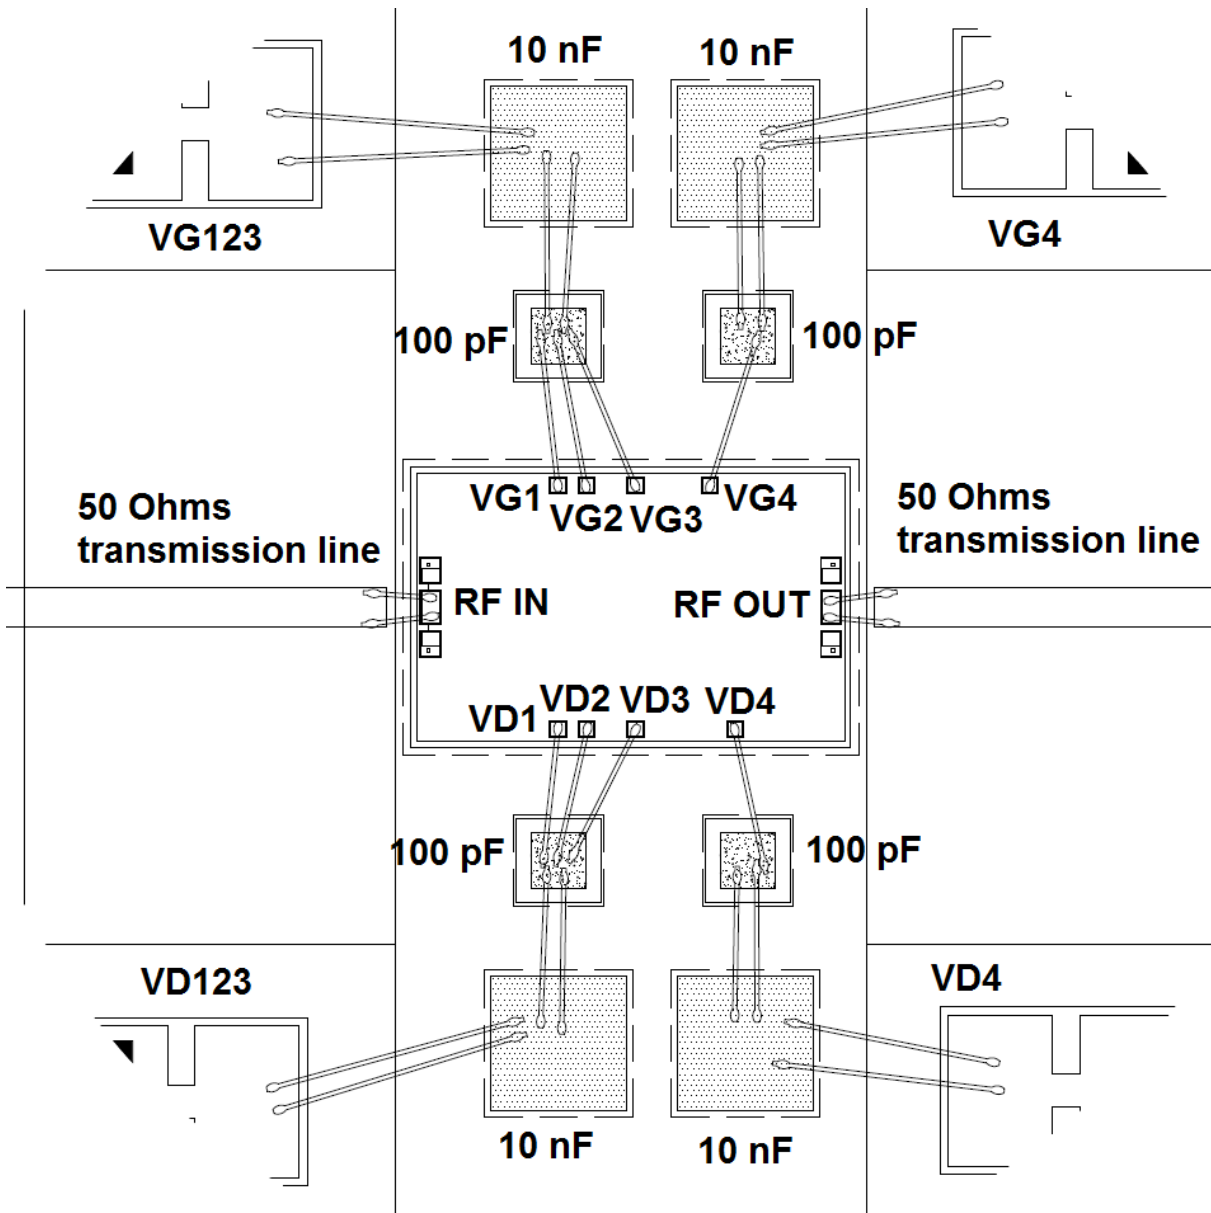 10 nF
10 nF
VG123
VG4
100 pF
100 pF
VG1
VG2
VG3
VG4
50 Ohms
transmission line
50 Ohms
transmission line
RF IN
RF OUT
VD1
VD2
VD3
VD4
100 pF
100 pF
VD123
VD4
10 nF
10 nF